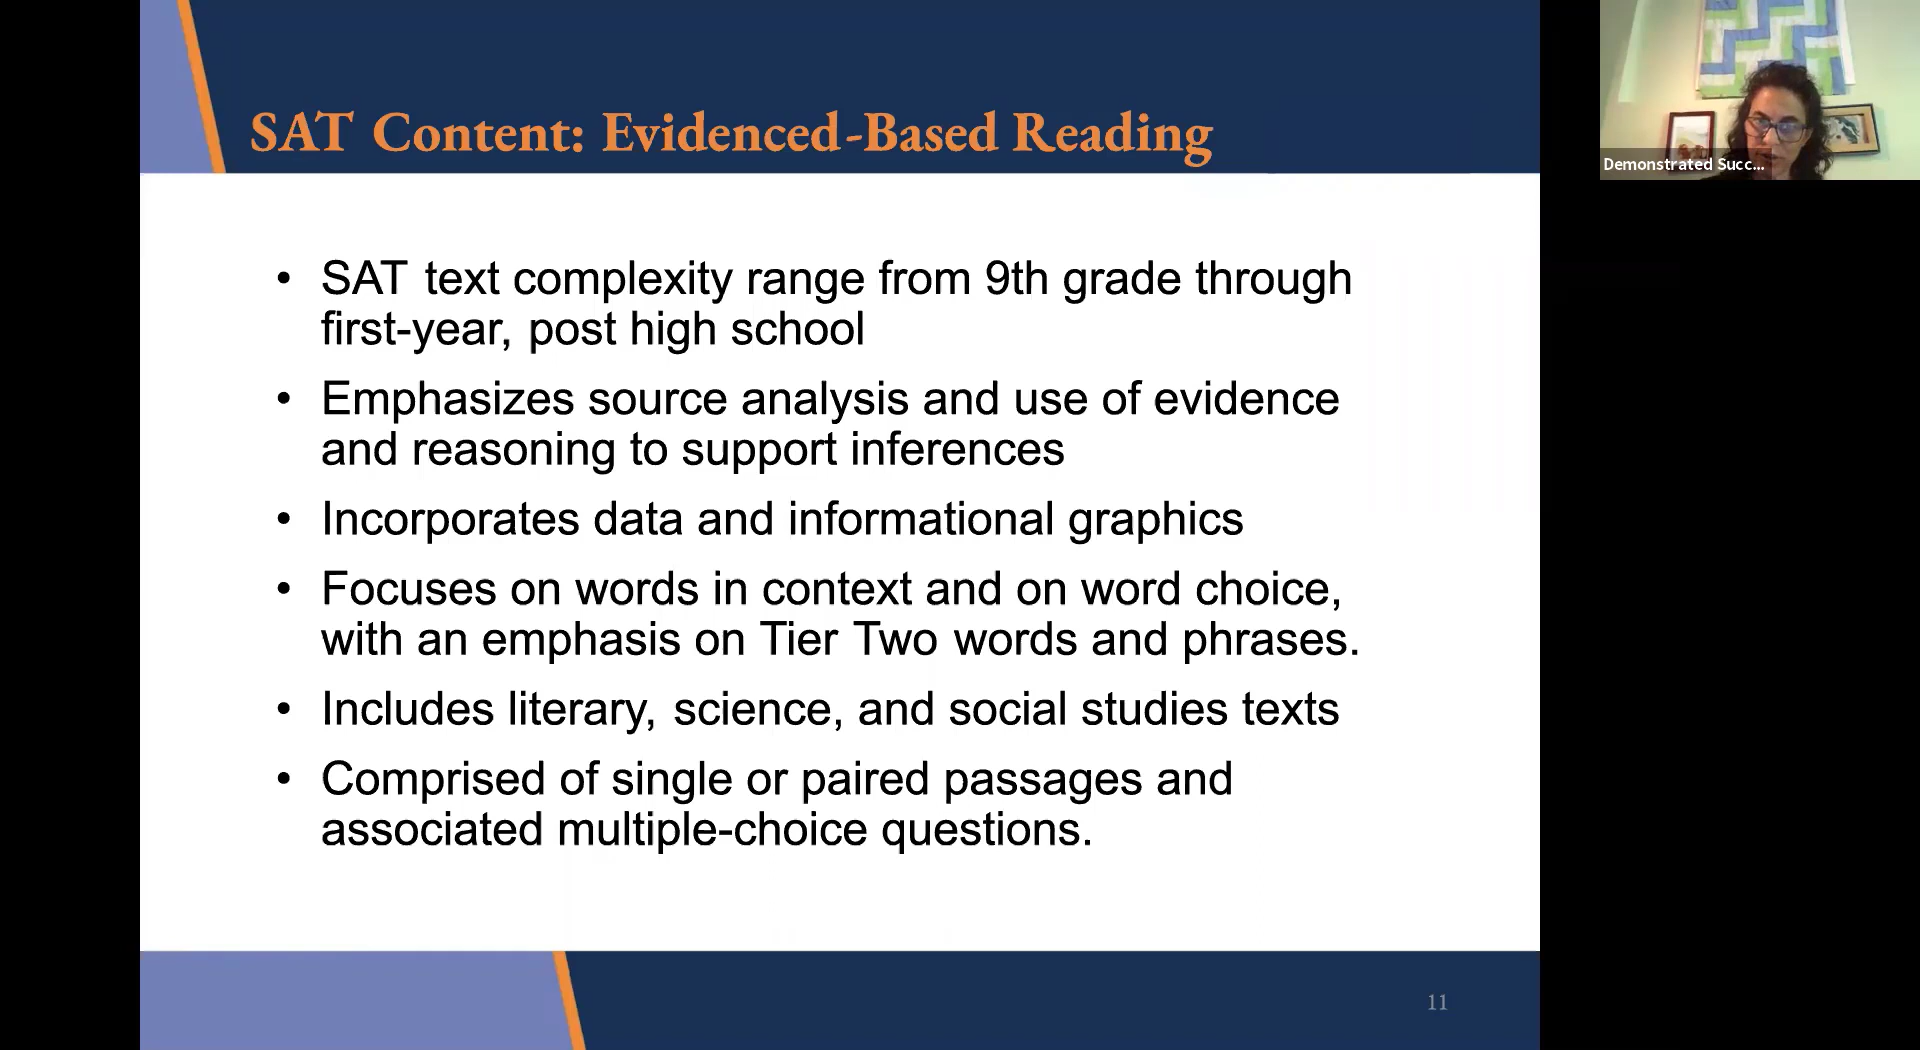 SAT Content: Evidenced-Based Reading
• SAT text complexity range from 9th grade through
first-year, post high school
• Emphasizes source analysis and use of evidence
and reasoning to support inferences
• Incorporates data and informational graphics
• Focuses on words in context and on word choice,
with an emphasis on Tier Two words and phrases.
• Includes literary, science, and social studies texts
• Comprised of single or paired passages and
associated multiple-choice questions.
11
Demonstrated Succ...